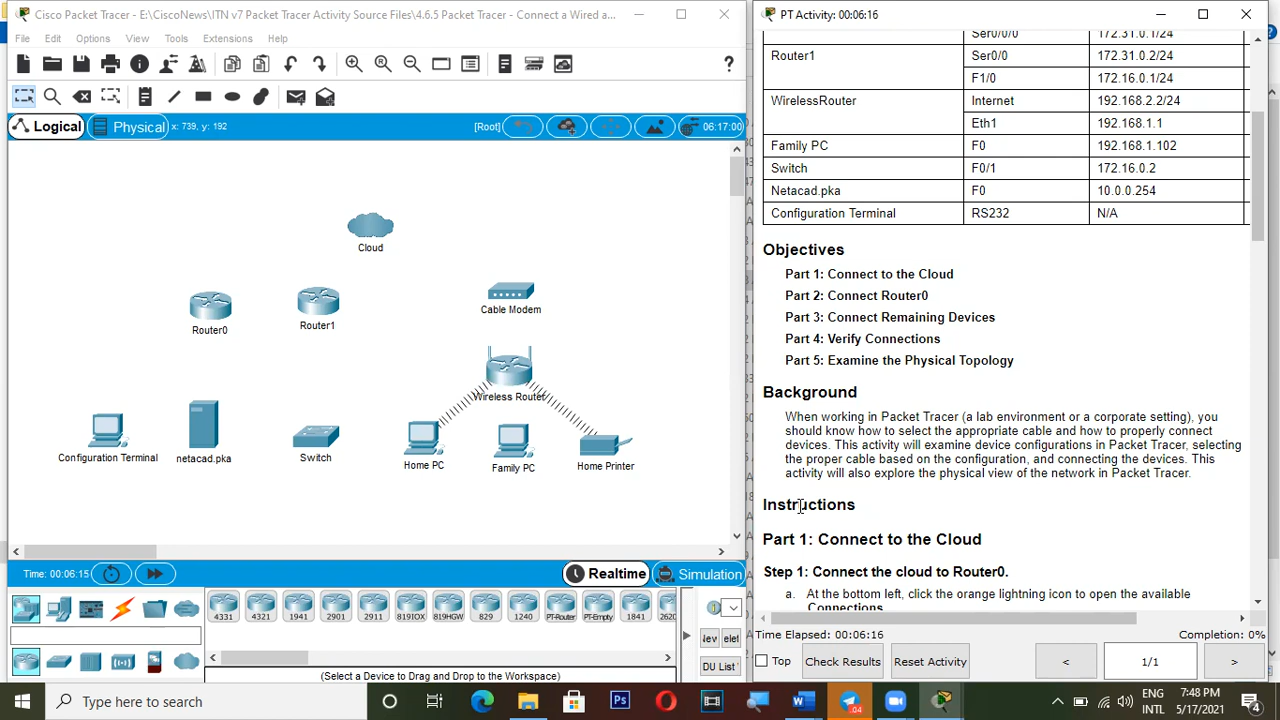 Cisco Packet Tracer - E:\CiscoNews\ITN v7 Packet Tracer Activity Source Files\4.6.5 Packet Tracer - Connect a Wired a...
File Edit Options View Tools Extensions Help
Logical Physical x: 739, y: 192 [Root] 06:17:00
Cloud
Cable Modem
Router0
Router1
Wireless Router
Configuration Terminal
netacad.pka
Switch
Home PC
Family PC
Home Printer
Time: 00:06:15 Realtime Simulation
4331 4321 1941 2901 2911 819IOX 819HGW 829 1240 PT-Router PT-Empty 1841 2620
(Select a Device to Drag and Drop to the Workspace)
PT Activity: 00:06:16
Ser0/0/0 172.31.0.1/24
Router1 Ser0/0 172.31.0.2/24
F1/0 172.16.0.1/24
WirelessRouter Internet 192.168.2.2/24
Eth1 192.168.1.1
Family PC F0 192.168.1.102
Switch F0/1 172.16.0.2
Netacad.pka F0 10.0.0.254
Configuration Terminal RS232 N/A
Objectives
Part 1: Connect to the Cloud
Part 2: Connect Router0
Part 3: Connect Remaining Devices
Part 4: Verify Connections
Part 5: Examine the Physical Topology
Background
When working in Packet Tracer (a lab environment or a corporate setting), you
should know how to select the appropriate cable and how to properly connect
devices. This activity will examine device configurations in Packet Tracer, selecting
the proper cable based on the configuration, and connecting the devices. This
activity will also explore the physical view of the network in Packet Tracer.
Instructions
Part 1: Connect to the Cloud
Step 1: Connect the cloud to Router0.
a. At the bottom left, click the orange lightning icon to open the available
Connections
Time Elapsed: 00:06:16 Completion: 0%
Top Check Results Reset Activity < 1/1 >
Type here to search
ENG
INTL
7:48 PM
5/17/2021
4